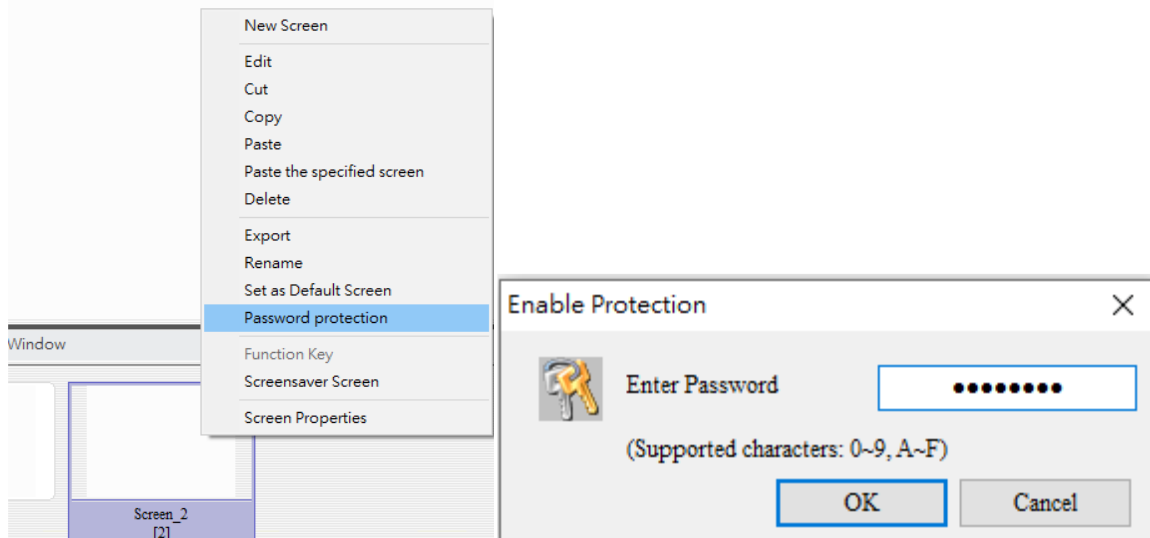 New Screen
Edit
Cut
Copy
Paste
Paste the specified screen
Delete
Export
Rename
Set as Default Screen
Password protection
Function Key
Screensaver Screen
Screen Properties
Window
Screen_2
[2]
Enable Protection
Enter Password
(Supported characters: 0~9, A~F)
OK
Cancel